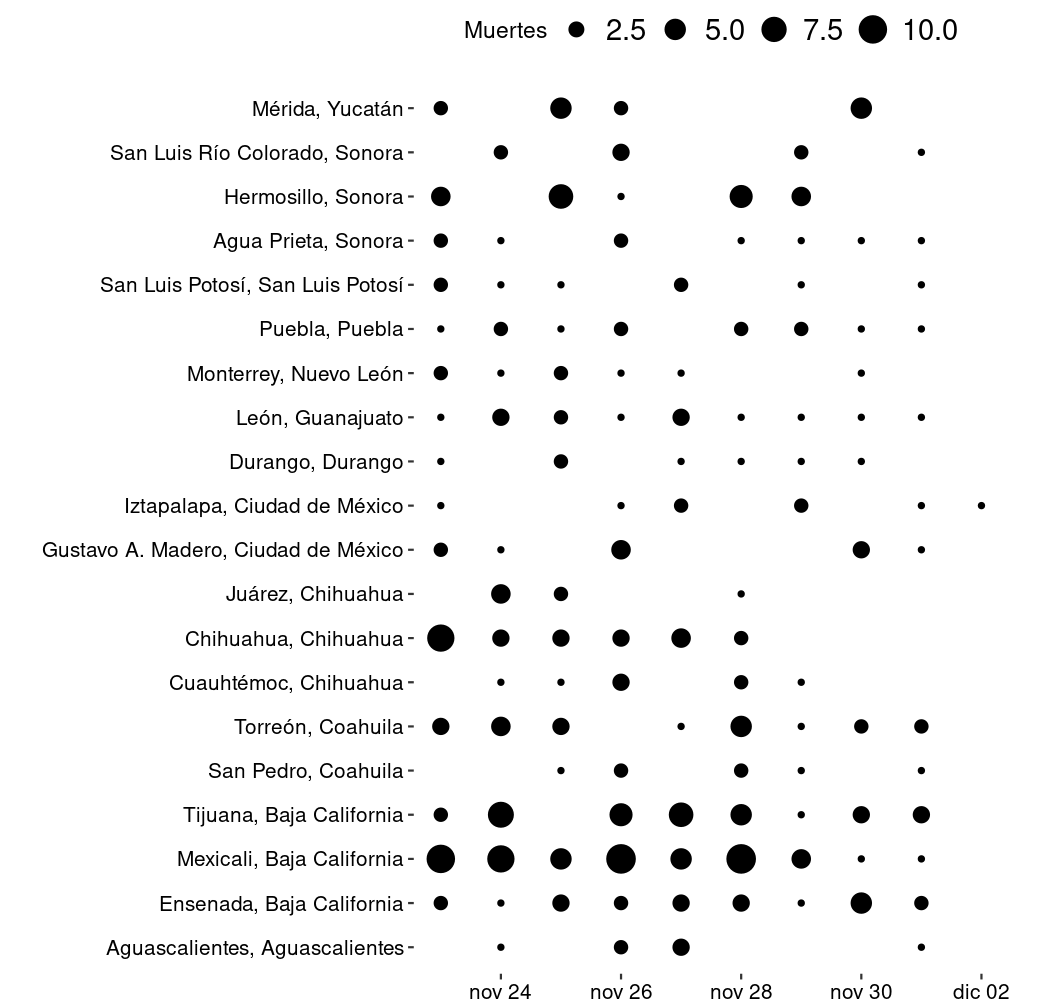 Muertes 2.5 5.0 7.5 10.0
Mérida, Yucatán
San Luis Río Colorado, Sonora
Hermosillo, Sonora
Agua Prieta, Sonora
San Luis Potosí, San Luis Potosí
Puebla, Puebla
Monterrey, Nuevo León
León, Guanajuato
Durango, Durango
Iztapalapa, Ciudad de México
Gustavo A. Madero, Ciudad de México
Juárez, Chihuahua
Chihuahua, Chihuahua
Cuauhtémoc, Chihuahua
Torreón, Coahuila
San Pedro, Coahuila
Tijuana, Baja California
Mexicali, Baja California
Ensenada, Baja California
Aguascalientes, Aguascalientes
nov 24 nov 26 nov 28 nov 30 dic 02